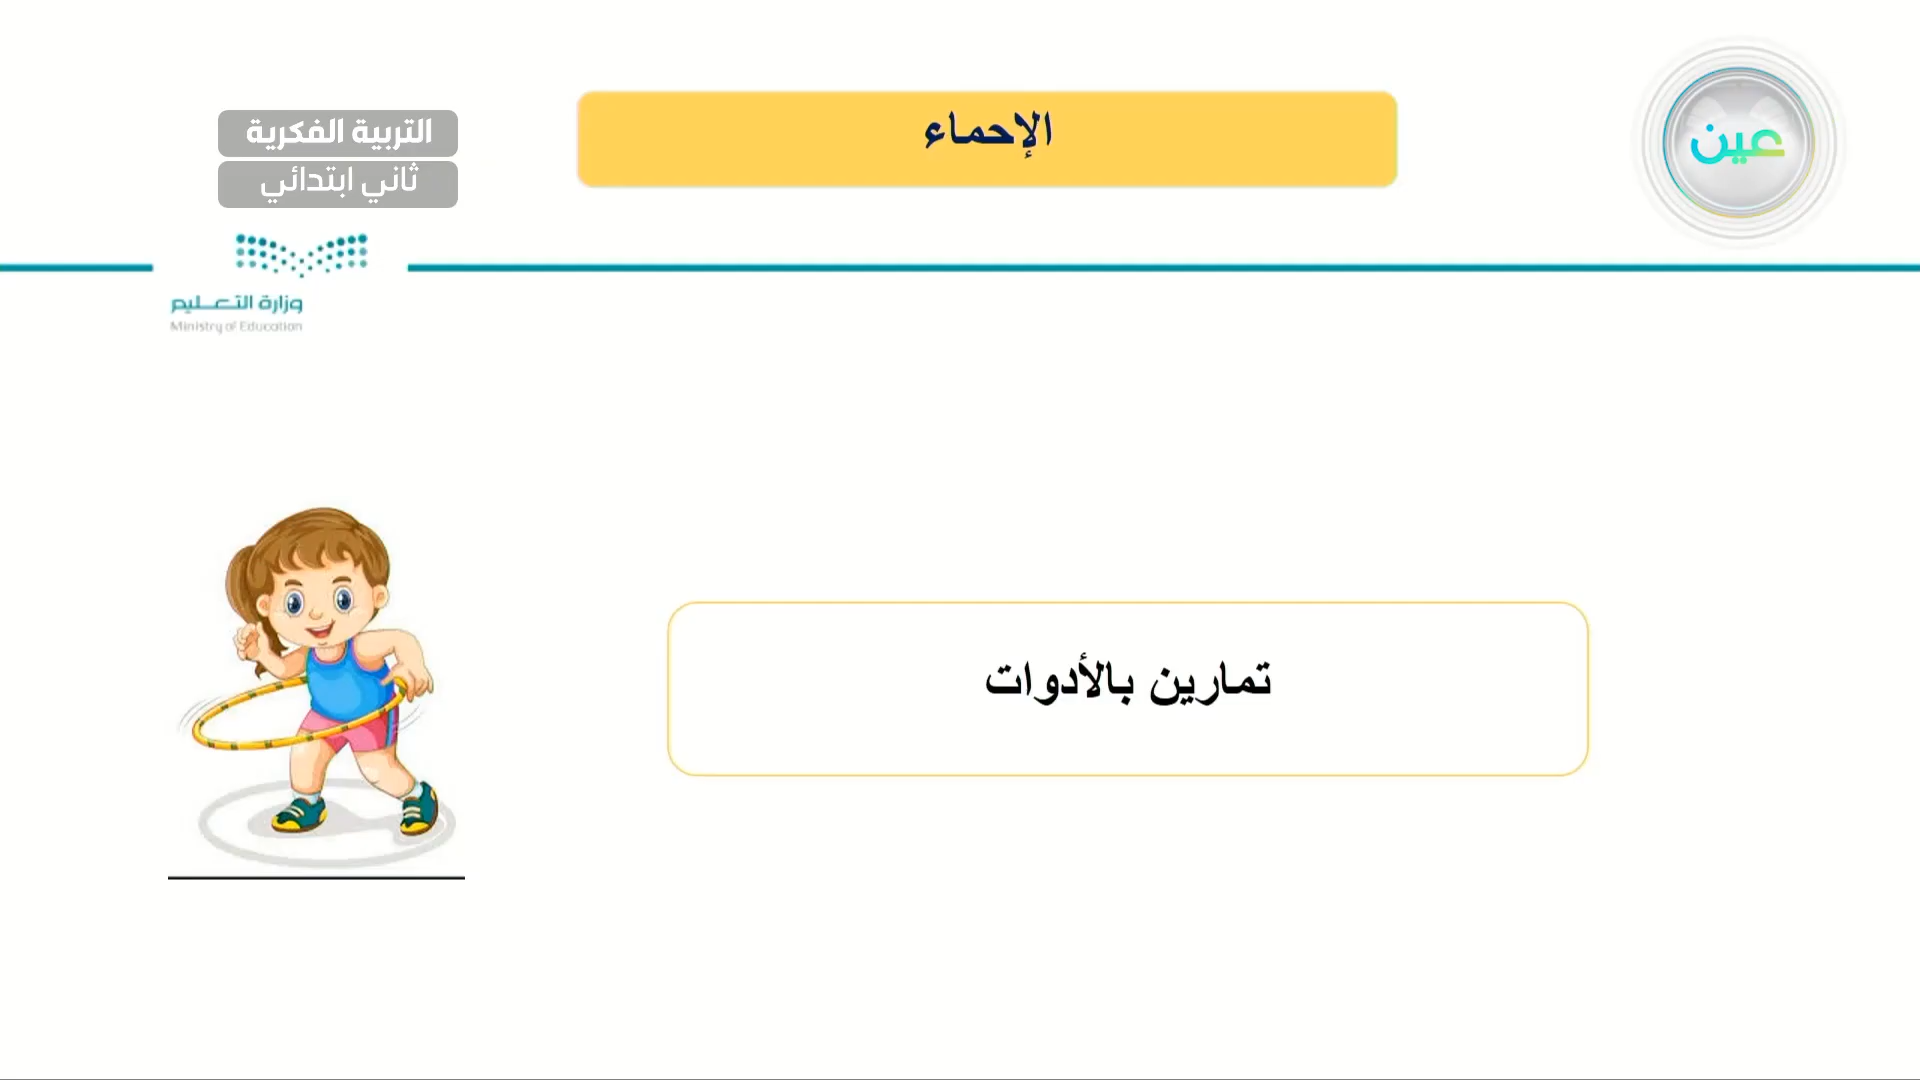 عين
الإحماء
التربية الفكرية
ثاني ابتدائي
وزارة التعليم
Ministry of Education
تمارين بالأدوات